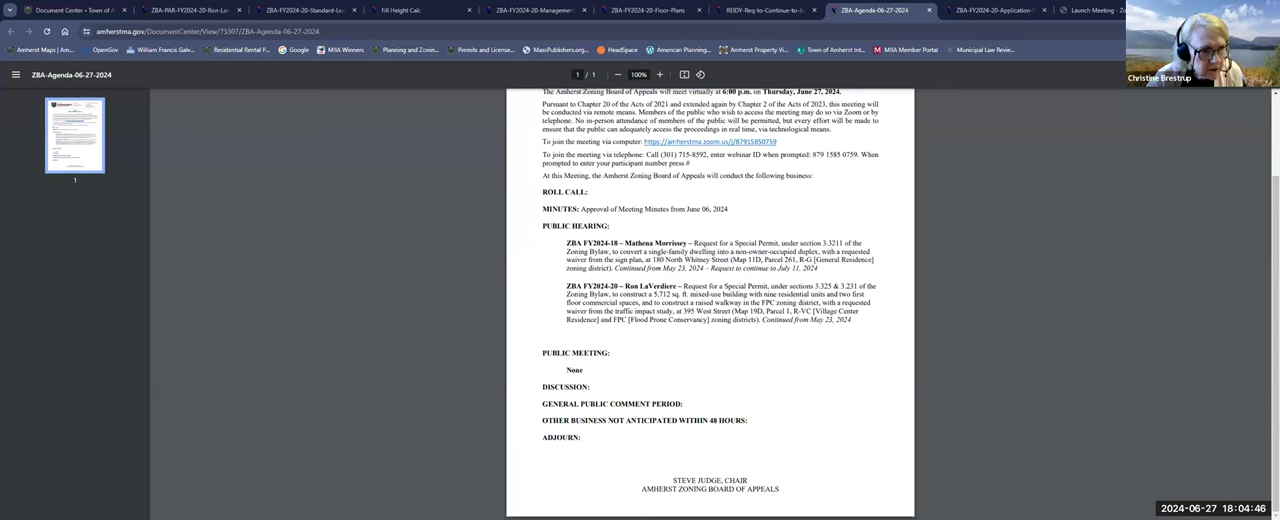 Document Center • Town of A
ZBA-PAR-FY2024-20-Ron-Lav
ZBA-FY2024-20-Standard-Lea
Fill Height Calc
ZBA-FY2024-20-Management
ZBA-FY2024-20-Floor-Plans
REIDY-Req-to-Continue-to-Ju
ZBA-Agenda-06-27-2024
ZBA-FY2024-20-Application-F
Launch Meeting - Zo
amherstma.gov/DocumentCenter/View/73307/ZBA-Agenda-06-27-2024
Amherst Maps | Am...
OpenGov
William Francis Galv...
Residential Rental P...
Google
MIIA Winners
Planning and Zonin...
Permits and License...
MassPublishers.org...
HeadSpace
American Planning...
Amherst Property Vi...
Town of Amherst Int...
MIIA Member Portal
Municipal Law Revie...
ZBA-Agenda-06-27-2024
1 / 1
100%
Christine Brestrup
1
The Amherst Zoning Board of Appeals will meet virtually at 6:00 p.m. on Thursday, June 27, 2024.
Pursuant to Chapter 20 of the Acts of 2021 and extended again by Chapter 2 of the Acts of 2023, this meeting will
be conducted via remote means. Members of the public who wish to access the meeting may do so via Zoom or by
telephone. No in-person attendance of members of the public will be permitted, but every effort will be made to
ensure that the public can adequately access the proceedings in real time, via technological means.
To join the meeting via computer: https://amherstma.zoom.us/j/87915850759
To join the meeting via telephone: Call (301) 715-8592, enter webinar ID when prompted: 879 1585 0759. When
prompted to enter your participant number press #
At this Meeting, the Amherst Zoning Board of Appeals will conduct the following business:
ROLL CALL:
MINUTES: Approval of Meeting Minutes from June 06, 2024
PUBLIC HEARING:
ZBA FY2024-18 – Mathena Morrissey – Request for a Special Permit, under section 3.3211 of the
Zoning Bylaw, to convert a single-family dwelling into a non-owner-occupied duplex, with a requested
waiver from the sign plan, at 180 North Whitney Street (Map 11D, Parcel 261, R-G [General Residence]
zoning district). Continued from May 23, 2024 – Request to continue to July 11, 2024
ZBA FY2024-20 – Ron LaVerdiere – Request for a Special Permit, under sections 3.325 & 3.231 of the
Zoning Bylaw, to construct a 5,712 sq. ft. mixed-use building with nine residential units and two first
floor commercial spaces, and to construct a raised walkway in the FPC zoning district, with a requested
waiver from the traffic impact study, at 395 West Street (Map 19D, Parcel 1, R-VC [Village Center
Residence] and FPC [Flood Prone Conservancy] zoning districts). Continued from May 23, 2024
PUBLIC MEETING:
None
DISCUSSION:
GENERAL PUBLIC COMMENT PERIOD:
OTHER BUSINESS NOT ANTICIPATED WITHIN 48 HOURS:
ADJOURN:
STEVE JUDGE, CHAIR
AMHERST ZONING BOARD OF APPEALS
2024-06-27 18:04:46